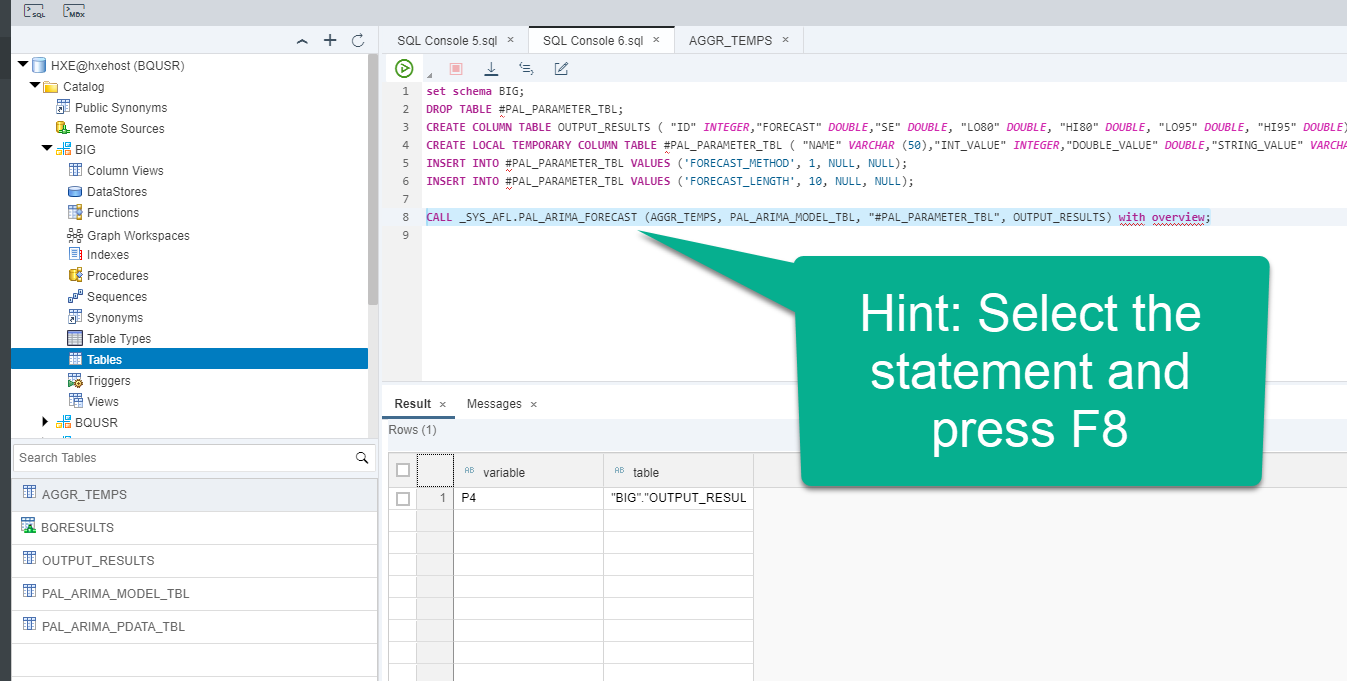 SQL MDX
SQL Console 5.sql × SQL Console 6.sql × AGGR_TEMPS ×
HXE@hxehost (BQUSR)
Catalog
Public Synonyms
Remote Sources
BIG
Column Views
DataStores
Functions
Graph Workspaces
Indexes
Procedures
Sequences
Synonyms
Table Types
Tables
Triggers
Views
BQUSR
Search Tables
AGGR_TEMPS
BQRESULTS
OUTPUT_RESULTS
PAL_ARIMA_MODEL_TBL
PAL_ARIMA_PDATA_TBL
1 set schema BIG;
2 DROP TABLE #PAL_PARAMETER_TBL;
3 CREATE COLUMN TABLE OUTPUT_RESULTS ( "ID" INTEGER,"FORECAST" DOUBLE,"SE" DOUBLE, "LO80" DOUBLE, "HI80" DOUBLE, "LO95" DOUBLE, "HI95" DOUBLE)
4 CREATE LOCAL TEMPORARY COLUMN TABLE #PAL_PARAMETER_TBL ( "NAME" VARCHAR (50),"INT_VALUE" INTEGER,"DOUBLE_VALUE" DOUBLE,"STRING_VALUE" VARCHA
5 INSERT INTO #PAL_PARAMETER_TBL VALUES ('FORECAST_METHOD', 1, NULL, NULL);
6 INSERT INTO #PAL_PARAMETER_TBL VALUES ('FORECAST_LENGTH', 10, NULL, NULL);
7
8 CALL _SYS_AFL.PAL_ARIMA_FORECAST (AGGR_TEMPS, PAL_ARIMA_MODEL_TBL, "#PAL_PARAMETER_TBL", OUTPUT_RESULTS) with overview;
9
Hint: Select the
statement and
press F8
Result × Messages ×
Rows (1)
AB variable AB table
1 P4 "BIG"."OUTPUT_RESUL